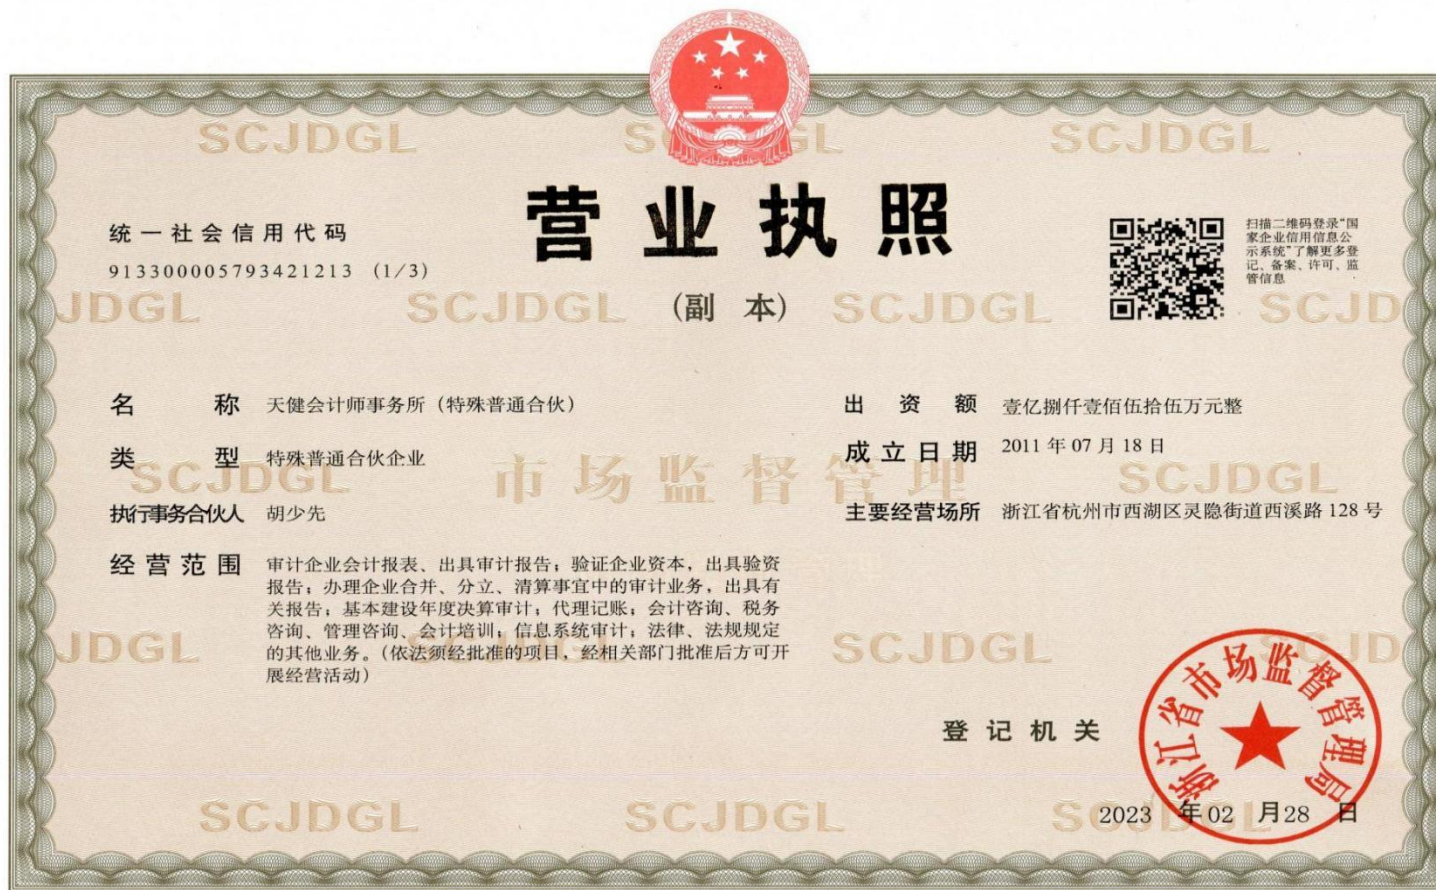 营业执照
(副 本)
统一社会信用代码
913300005793421213 (1/3)
扫描二维码登录“国
家企业信用信息公
示系统”了解更多登
记、备案、许可、监
管信息
名 称 天健会计师事务所（特殊普通合伙）
类 型 特殊普通合伙企业
执行事务合伙人 胡少先
经营范围 审计企业会计报表、出具审计报告；验证企业资本，出具验资
报告；办理企业合并、分立、清算事宜中的审计业务，出具有
关报告；基本建设年度决算审计；代理记账；会计咨询、税务
咨询、管理咨询、会计培训；信息系统审计；法律、法规规定
的其他业务。（依法须经批准的项目，经相关部门批准后方可开
展经营活动）
出 资 额 壹亿捌仟壹佰伍拾伍万元整
成立日期 2011 年 07 月 18 日
主要经营场所 浙江省杭州市西湖区灵隐街道西溪路 128 号
登记机关
浙江省市场监督管理局
2023 年 02 月 28 日
SCJDGL SCJDGL SCJDGL
JDGL SCJDGL SCJDGL SCJD
SCJDGL 市场监督管理 SCJDGL
JDGL SCJDGL SCJDGL SCJD
SCJDGL SCJDGL SCJDGL